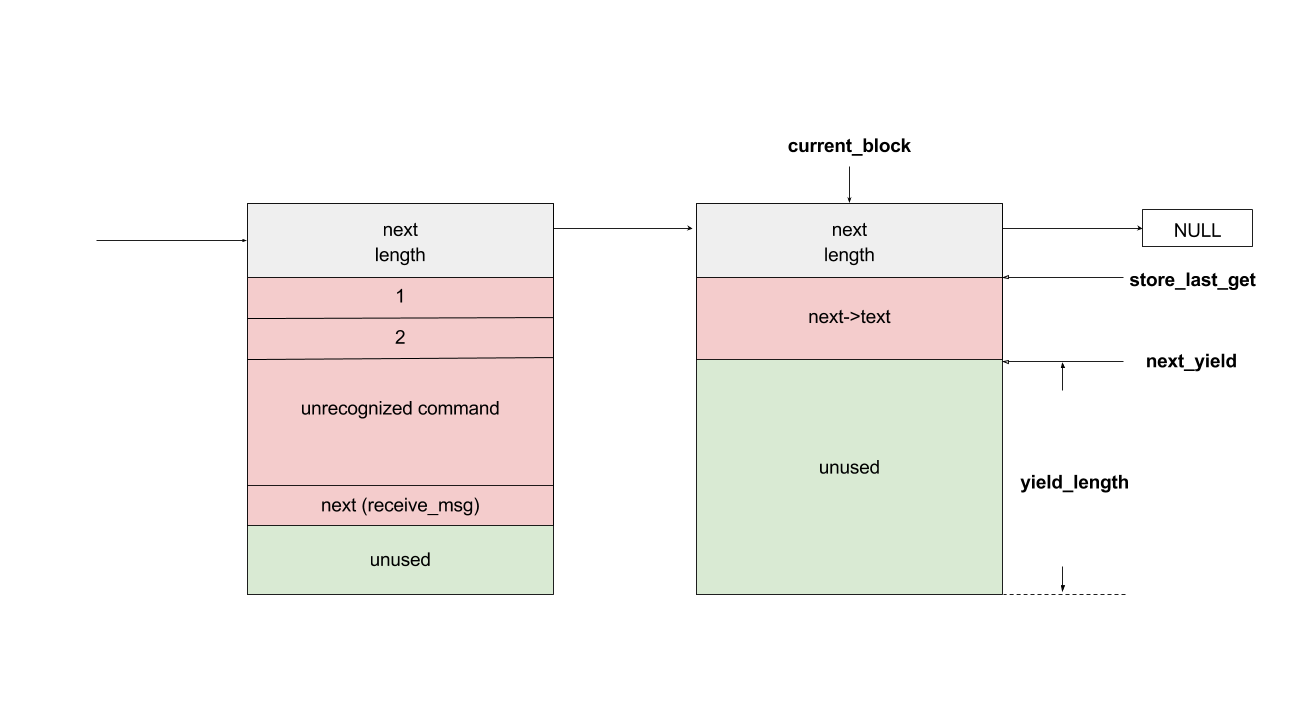 current_block
next
length
1
2
unrecognized command
next (receive_msg)
unused
next
length
next->text
unused
NULL
store_last_get
next_yield
yield_length